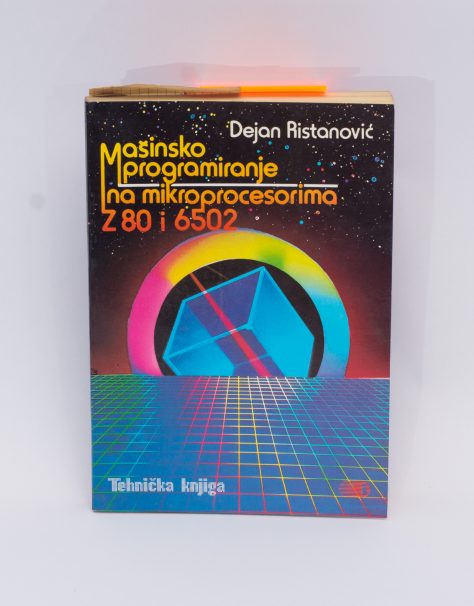 Dejan Ristanović
Mašinsko
programiranje
na mikroprocesorima
Z 80 i 6502
Tehnička knjiga